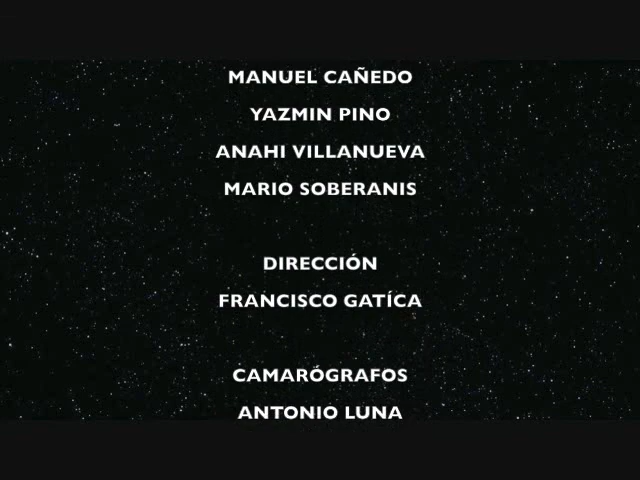 MANUEL CAÑEDO
YAZMIN PINO
ANAHI VILLANUEVA
MARIO SOBERANIS
DIRECCIÓN
FRANCISCO GATÍCA
CAMARÓGRAFOS
ANTONIO LUNA